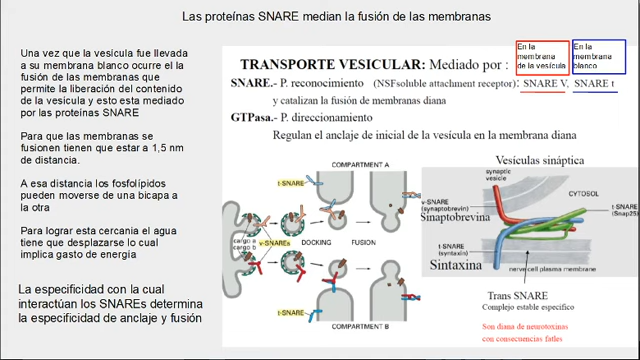 Las proteínas SNARE median la fusión de las membranas
Una vez que la vesícula fue llevada
a su membrana blanco ocurre el la
fusión de las membranas que
permite la liberación del contenido
de la vesicula y esto esta mediado
por las proteínas SNARE
Para que las membranas se
fusionen tienen que estar a 1,5 nm
de distancia.
A esa distancia los fosfolípidos
pueden moverse de una bicapa a
la otra
Para lograr esta cercania el agua
tiene que desplazarse lo cual
implica gasto de energía
La especificidad con la cual
interactúan los SNAREs determina
la especificidad de anclaje y fusión
En la
membrana
de la vesícula
En la
membrana
blanco
TRANSPORTE VESICULAR: Mediado por :
SNARE.- P. reconocimiento (NSFsoluble attachment receptor): SNARE V, SNARE t
y catalizan la fusión de membranas diana
GTPasa.- P. direccionamiento
Regulan el anclaje de inicial de la vesícula en la membrana diana
COMPARTMENT A
t-SNARE
cargo a
cargo b
v-SNAREs
DOCKING
FUSION
t-SNARE
COMPARTMENT B
Vesículas sináptica
synaptic
vesicle
CYTOSOL
v-SNARE
(synaptobrevin)
Sinaptobrevina
t-SNARE
(Snap25)
t-SNARE
(syntaxin)
Sintaxina
nerve cell plasma membrane
Trans SNARE
Complejo estable especifico
Son diana de neurotoxinas
con consecuencias fatles